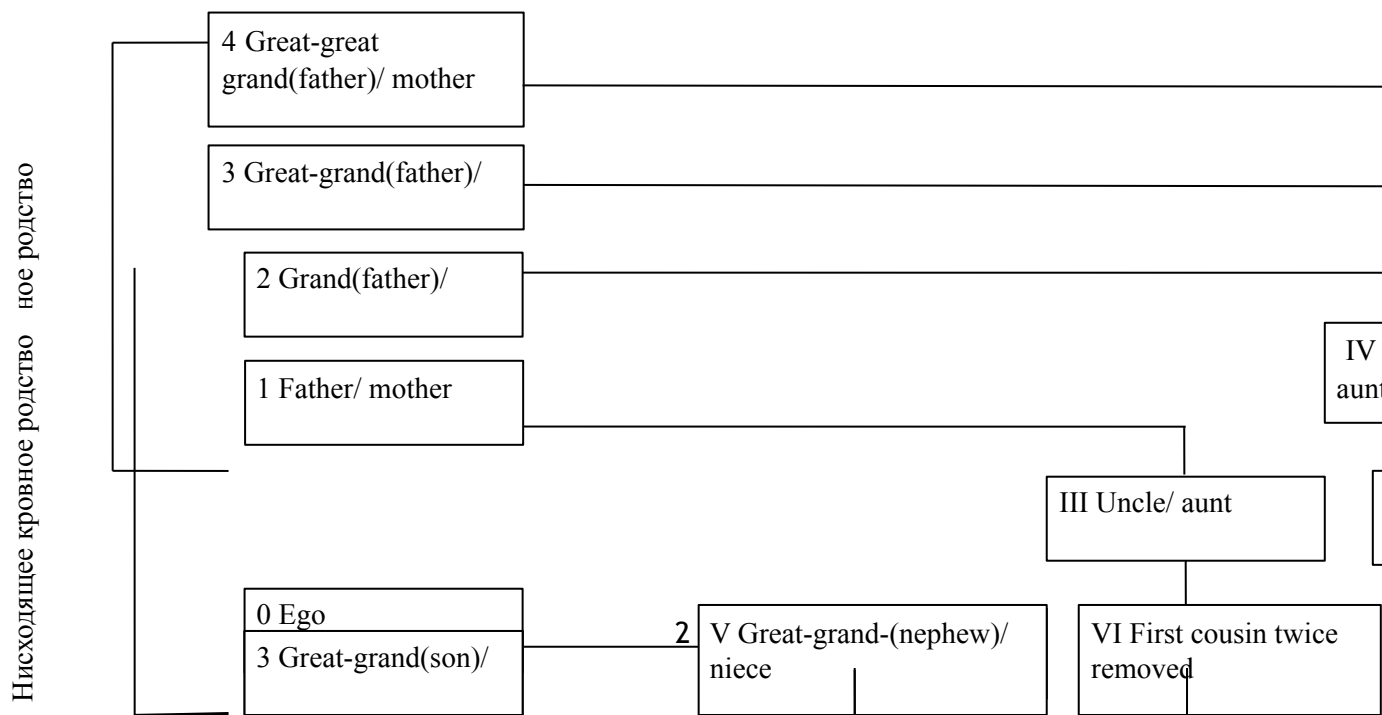 4 Great-great
grand(father)/ mother
3 Great-grand(father)/
2 Grand(father)/
1 Father/ mother
IV
aunt
III Uncle/ aunt
0 Ego
3 Great-grand(son)/
2
V Great-grand-(nephew)/
niece
VI First cousin twice
removed
Нисходящее кровное родство
ное родство